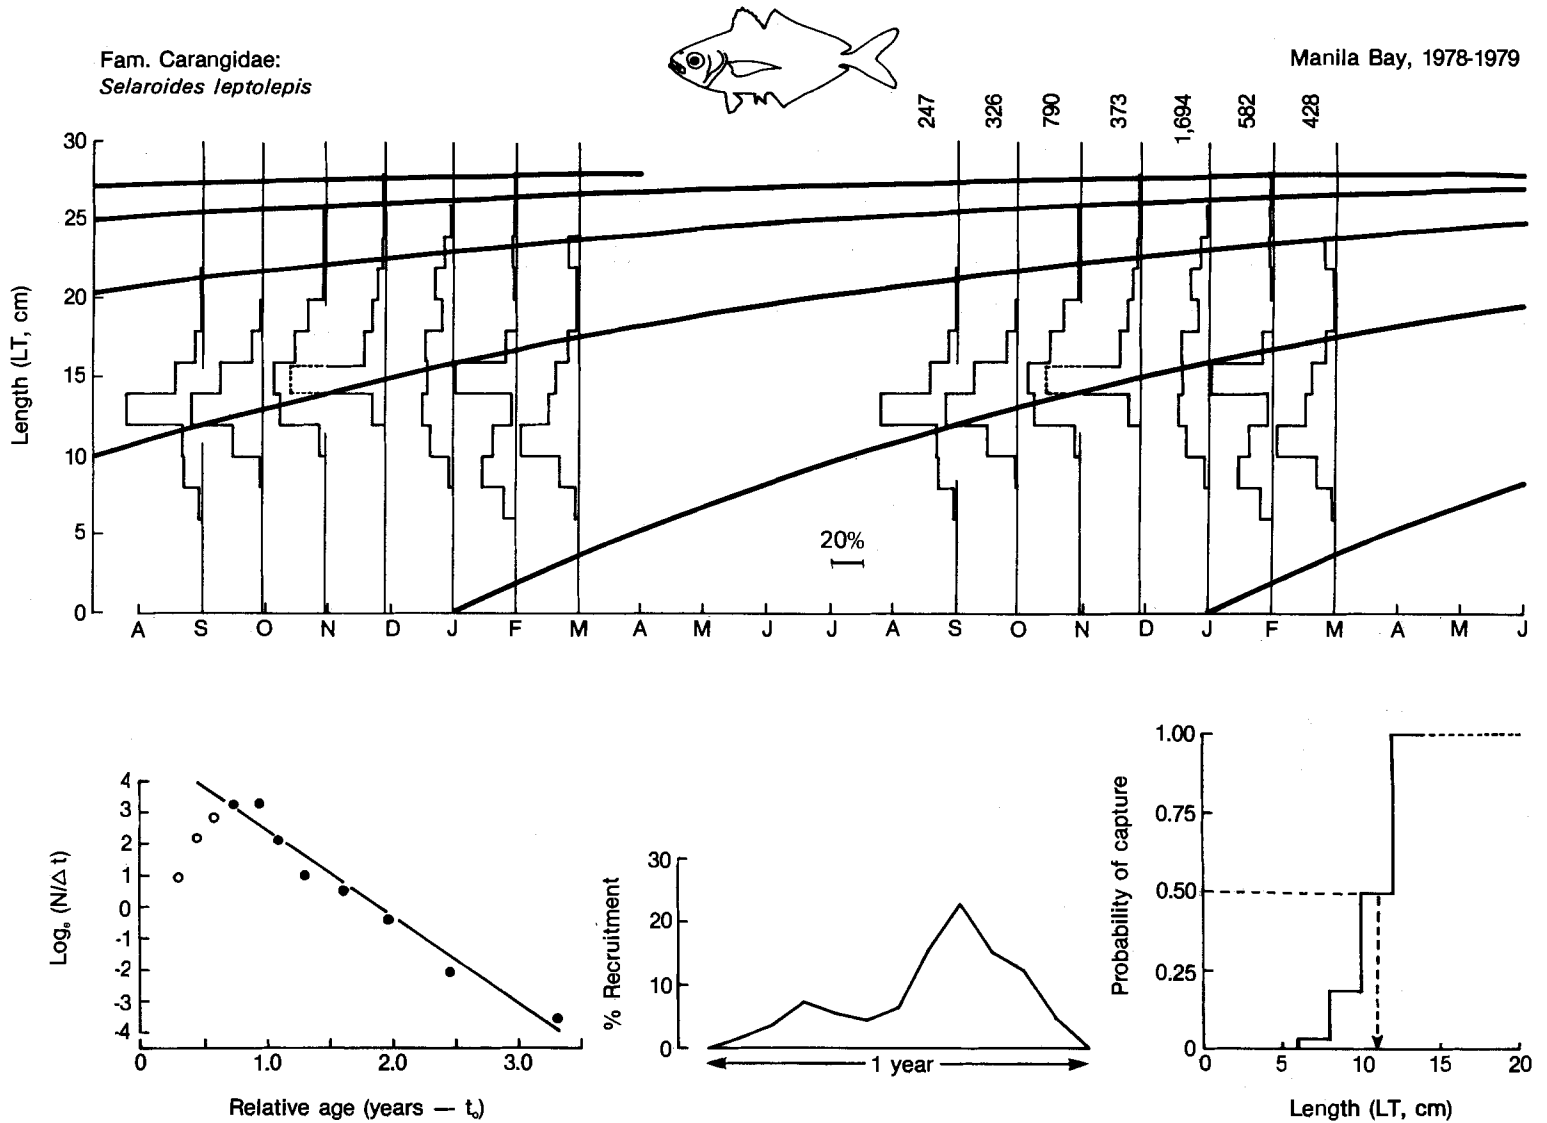 Fam. Carangidae:
Selaroides leptolepis
Manila Bay, 1978-1979
247 326 790 373 1,694 582 428
Length (LT, cm)
30
25
20
15
10
5
0
20%
A S O N D J F M A M J J A S O N D J F M A M J
Loge (N/Δ t)
4
3
2
1
0
-1
-2
-3
-4
0 1.0 2.0 3.0
Relative age (years — to)
% Recruitment
30
20
10
0
1 year
Probability of capture
1.00
0.75
0.50
0.25
0
0 5 10 15 20
Length (LT, cm)